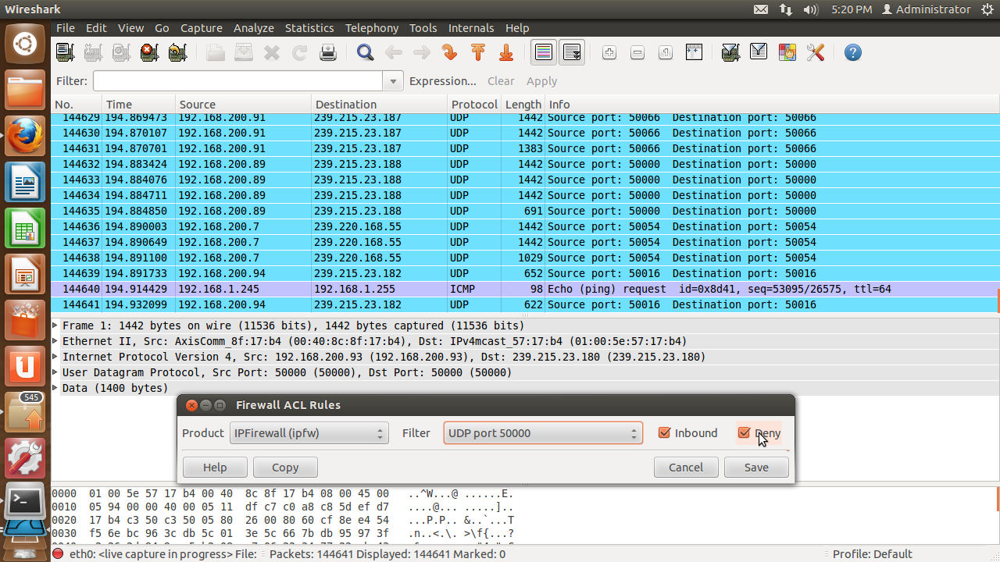 Wireshark 5:20 PM Administrator
File Edit View Go Capture Analyze Statistics Telephony Tools Internals Help
Filter: Expression... Clear Apply
No. Time Source Destination Protocol Length Info
144629 194.869473 192.168.200.91 239.215.23.187 UDP 1442 Source port: 50066 Destination port: 50066
144630 194.870107 192.168.200.91 239.215.23.187 UDP 1442 Source port: 50066 Destination port: 50066
144631 194.870701 192.168.200.91 239.215.23.187 UDP 1383 Source port: 50066 Destination port: 50066
144632 194.883424 192.168.200.89 239.215.23.188 UDP 1442 Source port: 50000 Destination port: 50000
144633 194.884076 192.168.200.89 239.215.23.188 UDP 1442 Source port: 50000 Destination port: 50000
144634 194.884711 192.168.200.89 239.215.23.188 UDP 1442 Source port: 50000 Destination port: 50000
144635 194.884850 192.168.200.89 239.215.23.188 UDP 691 Source port: 50000 Destination port: 50000
144636 194.890003 192.168.200.7 239.220.168.55 UDP 1442 Source port: 50054 Destination port: 50054
144637 194.890649 192.168.200.7 239.220.168.55 UDP 1442 Source port: 50054 Destination port: 50054
144638 194.891100 192.168.200.7 239.220.168.55 UDP 1029 Source port: 50054 Destination port: 50054
144639 194.891733 192.168.200.94 239.215.23.182 UDP 652 Source port: 50016 Destination port: 50016
144640 194.914429 192.168.1.245 192.168.1.255 ICMP 98 Echo (ping) request id=0x8d41, seq=53095/26575, ttl=64
144641 194.932099 192.168.200.94 239.215.23.182 UDP 622 Source port: 50016 Destination port: 50016
Frame 1: 1442 bytes on wire (11536 bits), 1442 bytes captured (11536 bits)
Ethernet II, Src: AxisComm_8f:17:b4 (00:40:8c:8f:17:b4), Dst: IPv4mcast_57:17:b4 (01:00:5e:57:17:b4)
Internet Protocol Version 4, Src: 192.168.200.93 (192.168.200.93), Dst: 239.215.23.180 (239.215.23.180)
User Datagram Protocol, Src Port: 50000 (50000), Dst Port: 50000 (50000)
Data (1400 bytes)
545
Firewall ACL Rules
Product IPFirewall (ipfw) Filter UDP port 50000 Inbound Deny
Help Copy Cancel Save
0000 01 00 5e 57 17 b4 00 40 8c 8f 17 b4 08 00 45 00 ..^W...@ ......E.
0010 05 94 00 00 40 00 05 11 df c7 c0 a8 c8 5d ef d7 ....@... .....]..
0020 17 b4 c3 50 c3 50 05 80 26 00 80 60 cf 8e e4 54 ...P.P.. &..`...T
0030 f5 6e bc 96 3c db 5c 01 3e 5c 66 7b db 95 97 3f .n..<.\. >\f{...?
eth0: <live capture in progress> File: Packets: 144641 Displayed: 144641 Marked: 0 Profile: Default